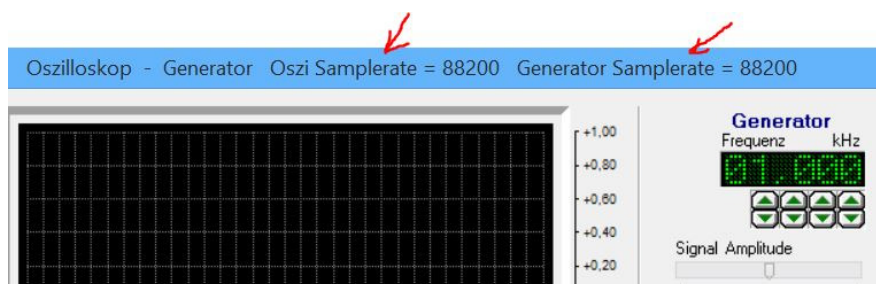 Oszilloskop - Generator Oszi Samplerate = 88200 Generator Samplerate = 88200
Generator
Frequenz kHz
01,000
Signal Amplitude
+1,00
+0,80
+0,60
+0,40
+0,20